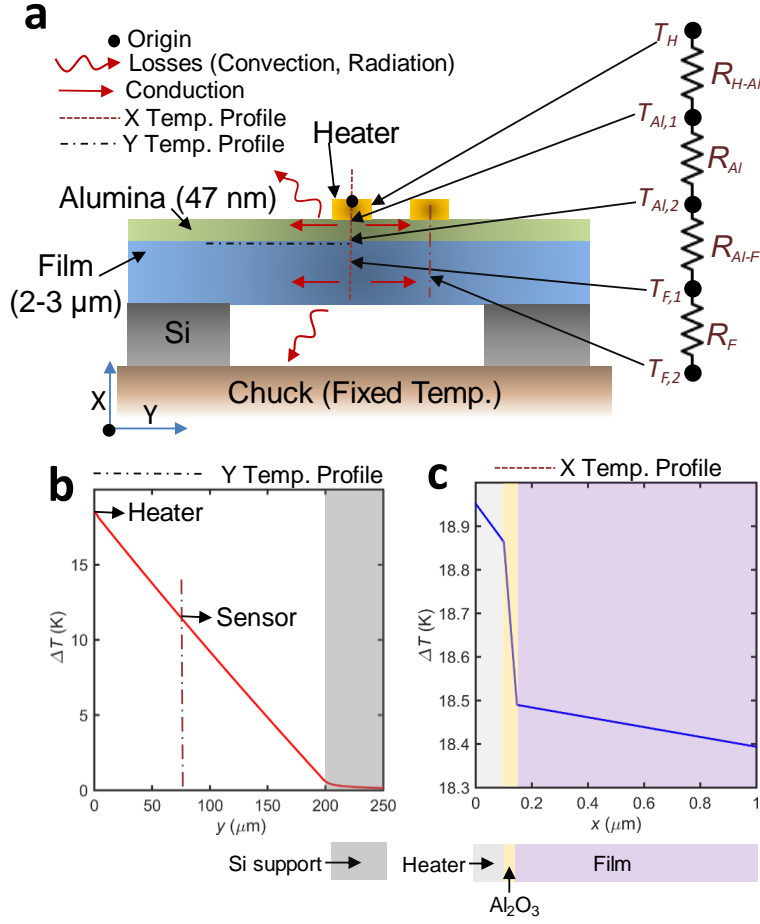 a
Origin
Losses (Convection, Radiation)
Conduction
X Temp. Profile
Y Temp. Profile
Heater
Alumina (47 nm)
Film
(2-3 µm)
Si
Chuck (Fixed Temp.)
X
Y
T_H
R_H-Al
T_Al,1
R_Al
T_Al,2
R_Al-F
T_F,1
R_F
T_F,2
b
Y Temp. Profile
Heater
Sensor
ΔT (K)
15
10
5
0
0 50 100 150 200 250
y (µm)
Si support
c
X Temp. Profile
ΔT (K)
18.9
18.8
18.7
18.6
18.5
18.4
18.3
0 0.2 0.4 0.6 0.8 1
x (µm)
Heater
Film
Al₂O₃